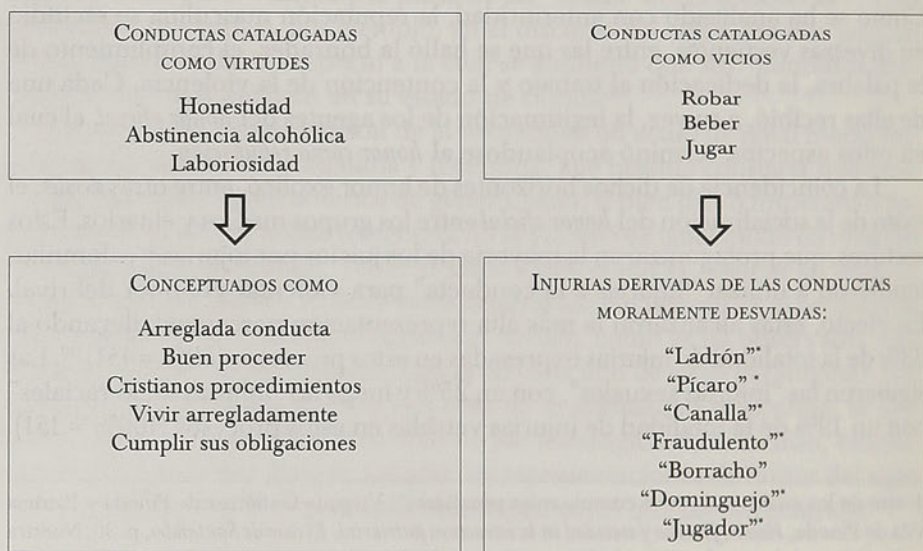 CONDUCTAS CATALOGADAS
COMO VIRTUDES
Honestidad
Abstinencia alcohólica
Laboriosidad
CONDUCTAS CATALOGADAS
COMO VICIOS
Robar
Beber
Jugar
CONCEPTUADOS COMO
Arreglada conducta
Buen proceder
Cristianos procedimientos
Vivir arregladamente
Cumplir sus obligaciones
INJURIAS DERIVADAS DE LAS CONDUCTAS
MORALMENTE DESVIADAS:
“Ladrón”*
“Pícaro” *
“Canalla”*
“Fraudulento”*
“Borracho”
“Dominguejo”*
“Jugador”*